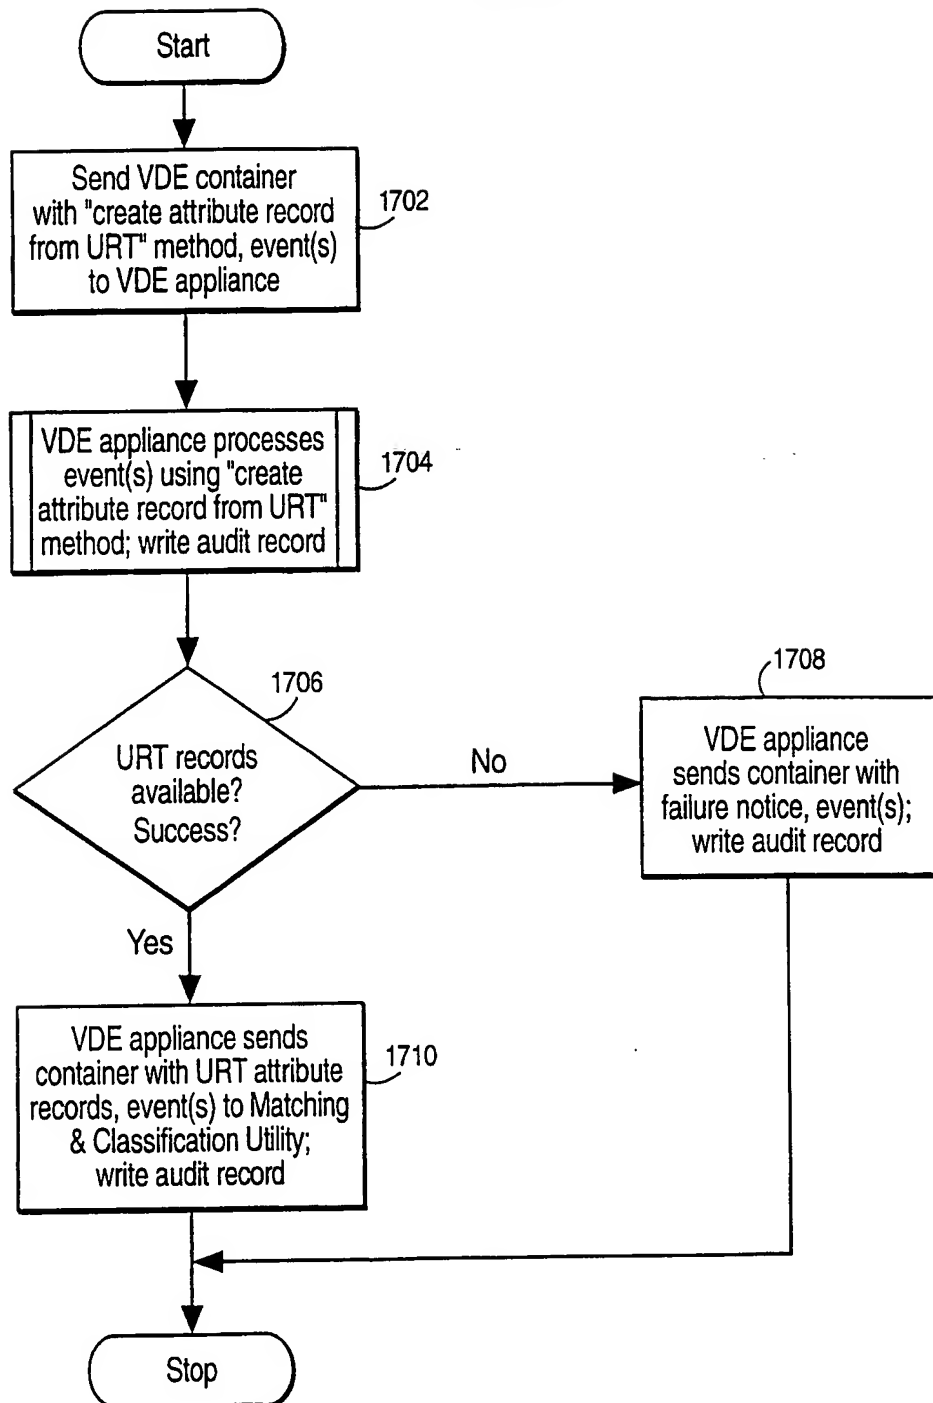 Start
Send VDE container
with "create attribute record
from URT" method, event(s)
to VDE appliance
1702
VDE appliance processes
event(s) using "create
attribute record from URT"
method; write audit record
1704
1706
URT records
available?
Success?
No
1708
VDE appliance
sends container with
failure notice, event(s);
write audit record
Yes
VDE appliance sends
container with URT attribute
records, event(s) to Matching
& Classification Utility;
write audit record
1710
Stop